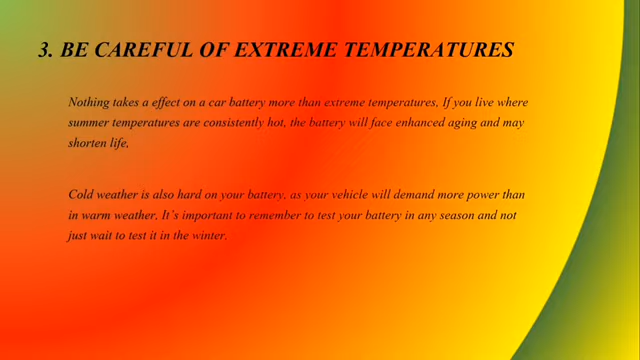 3. BE CAREFUL OF EXTREME TEMPERATURES
Nothing takes a effect on a car battery more than extreme temperatures, If you live where
summer temperatures are consistently hot, the battery will face enhanced aging and may
shorten life,
Cold weather is also hard on your battery, as your vehicle will demand more power than
in warm weather, It's important to remember to test your battery in any season and not
just wait to test it in the winter,